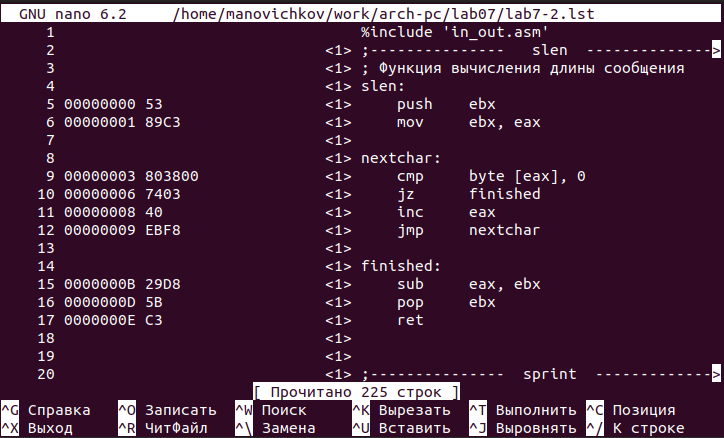 GNU nano 6.2 /home/manovichkov/work/arch-pc/lab07/lab7-2.lst
1 %include 'in_out.asm'
2 <1> ;--------------- slen --------------->
3 <1> ; Функция вычисления длины сообщения
4 <1> slen:
5 00000000 53 <1> push ebx
6 00000001 89C3 <1> mov ebx, eax
7 <1>
8 <1> nextchar:
9 00000003 803800 <1> cmp byte [eax], 0
10 00000006 7403 <1> jz finished
11 00000008 40 <1> inc eax
12 00000009 EBF8 <1> jmp nextchar
13 <1>
14 <1> finished:
15 0000000B 29D8 <1> sub eax, ebx
16 0000000D 5B <1> pop ebx
17 0000000E C3 <1> ret
18 <1>
19 <1>
20 <1> ;--------------- sprint ------------->
[ Прочитано 225 строк ]
^G Справка ^O Записать ^W Поиск ^K Вырезать ^T Выполнить ^C Позиция
^X Выход ^R ЧитФайл ^\ Замена ^U Вставить ^J Выровнять ^/ К строке